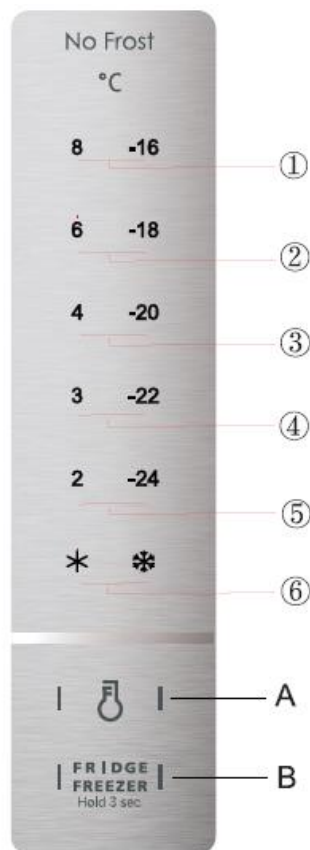 No Frost
°C
8 -16
①
6 -18
②
4 -20
③
3 -22
④
2 -24
⑤
⑥
A
FRIDGE
FREEZER
Hold 3 sec
B